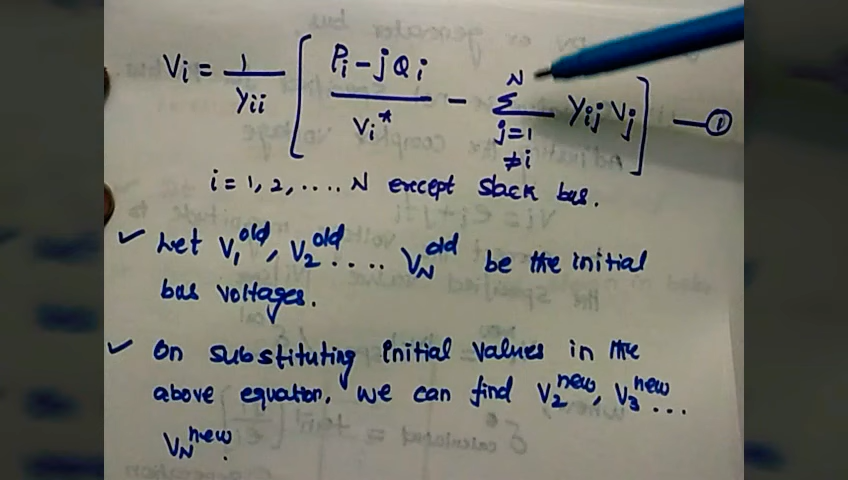 Vi = 1/Yii [ Pi - jQi / Vi* - Σ N j=1 ≠i Yij Vj ] — ①
i = 1, 2, .... N except slack bus.
✓ Let V1^old, V2^old .... VN^old be the initial
bus voltages.
✓ On substituting initial values in the
above equation, we can find V2^new, V3^new ...
VN^new.